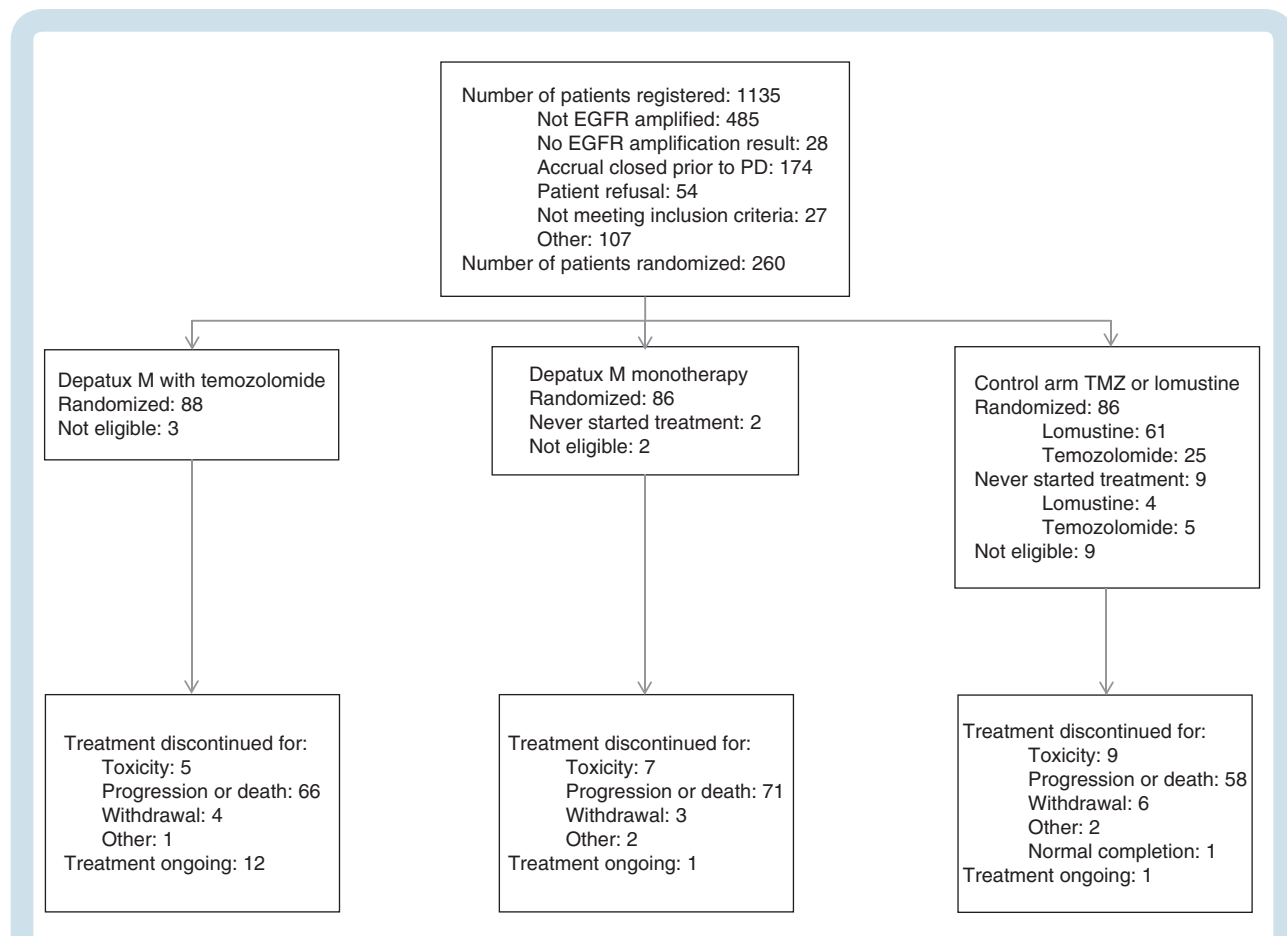 Number of patients registered: 1135
Not EGFR amplified: 485
No EGFR amplification result: 28
Accrual closed prior to PD: 174
Patient refusal: 54
Not meeting inclusion criteria: 27
Other: 107
Number of patients randomized: 260
Depatux M with temozolomide
Randomized: 88
Not eligible: 3
Depatux M monotherapy
Randomized: 86
Never started treatment: 2
Not eligible: 2
Control arm TMZ or lomustine
Randomized: 86
Lomustine: 61
Temozolomide: 25
Never started treatment: 9
Lomustine: 4
Temozolomide: 5
Not eligible: 9
Treatment discontinued for:
Toxicity: 5
Progression or death: 66
Withdrawal: 4
Other: 1
Treatment ongoing: 12
Treatment discontinued for:
Toxicity: 7
Progression or death: 71
Withdrawal: 3
Other: 2
Treatment ongoing: 1
Treatment discontinued for:
Toxicity: 9
Progression or death: 58
Withdrawal: 6
Other: 2
Normal completion: 1
Treatment ongoing: 1